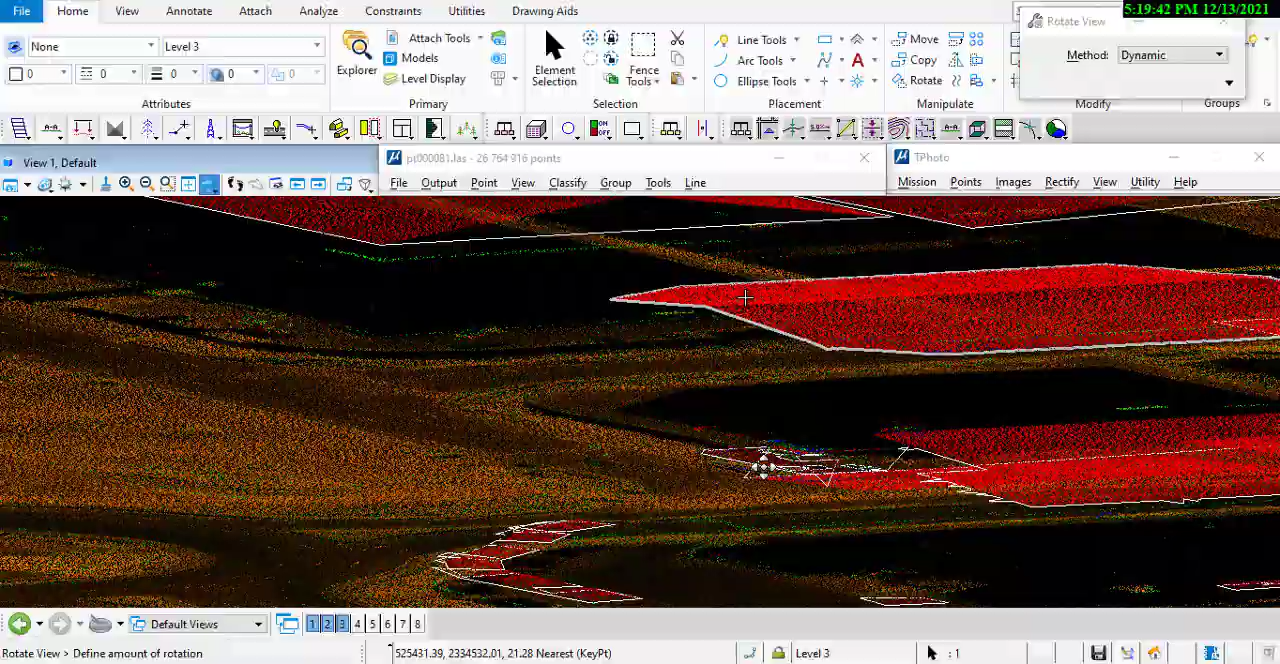 File Home View Annotate Attach Analyze Constraints Utilities Drawing Aids
5:19:42 PM 12/13/2021
Rotate View
Method: Dynamic
None Level 3
0 0 0 0 0
Attributes
Explorer
Attach Tools
Models
Level Display
Primary
Element Selection
Fence Tools
Selection
Line Tools
Arc Tools
Ellipse Tools
Placement
Move
Copy
Rotate
Manipulate
Modify
Groups
View 1, Default
pt000081.las - 26 764 916 points
TPhoto
File Output Point View Classify Group Tools Line
Mission Points Images Rectify View Utility Help
Default Views 1 2 3 4 5 6 7 8
Rotate View > Define amount of rotation
525431.39, 2334532.01, 21.28 Nearest (KeyPt)
Level 3
: 1